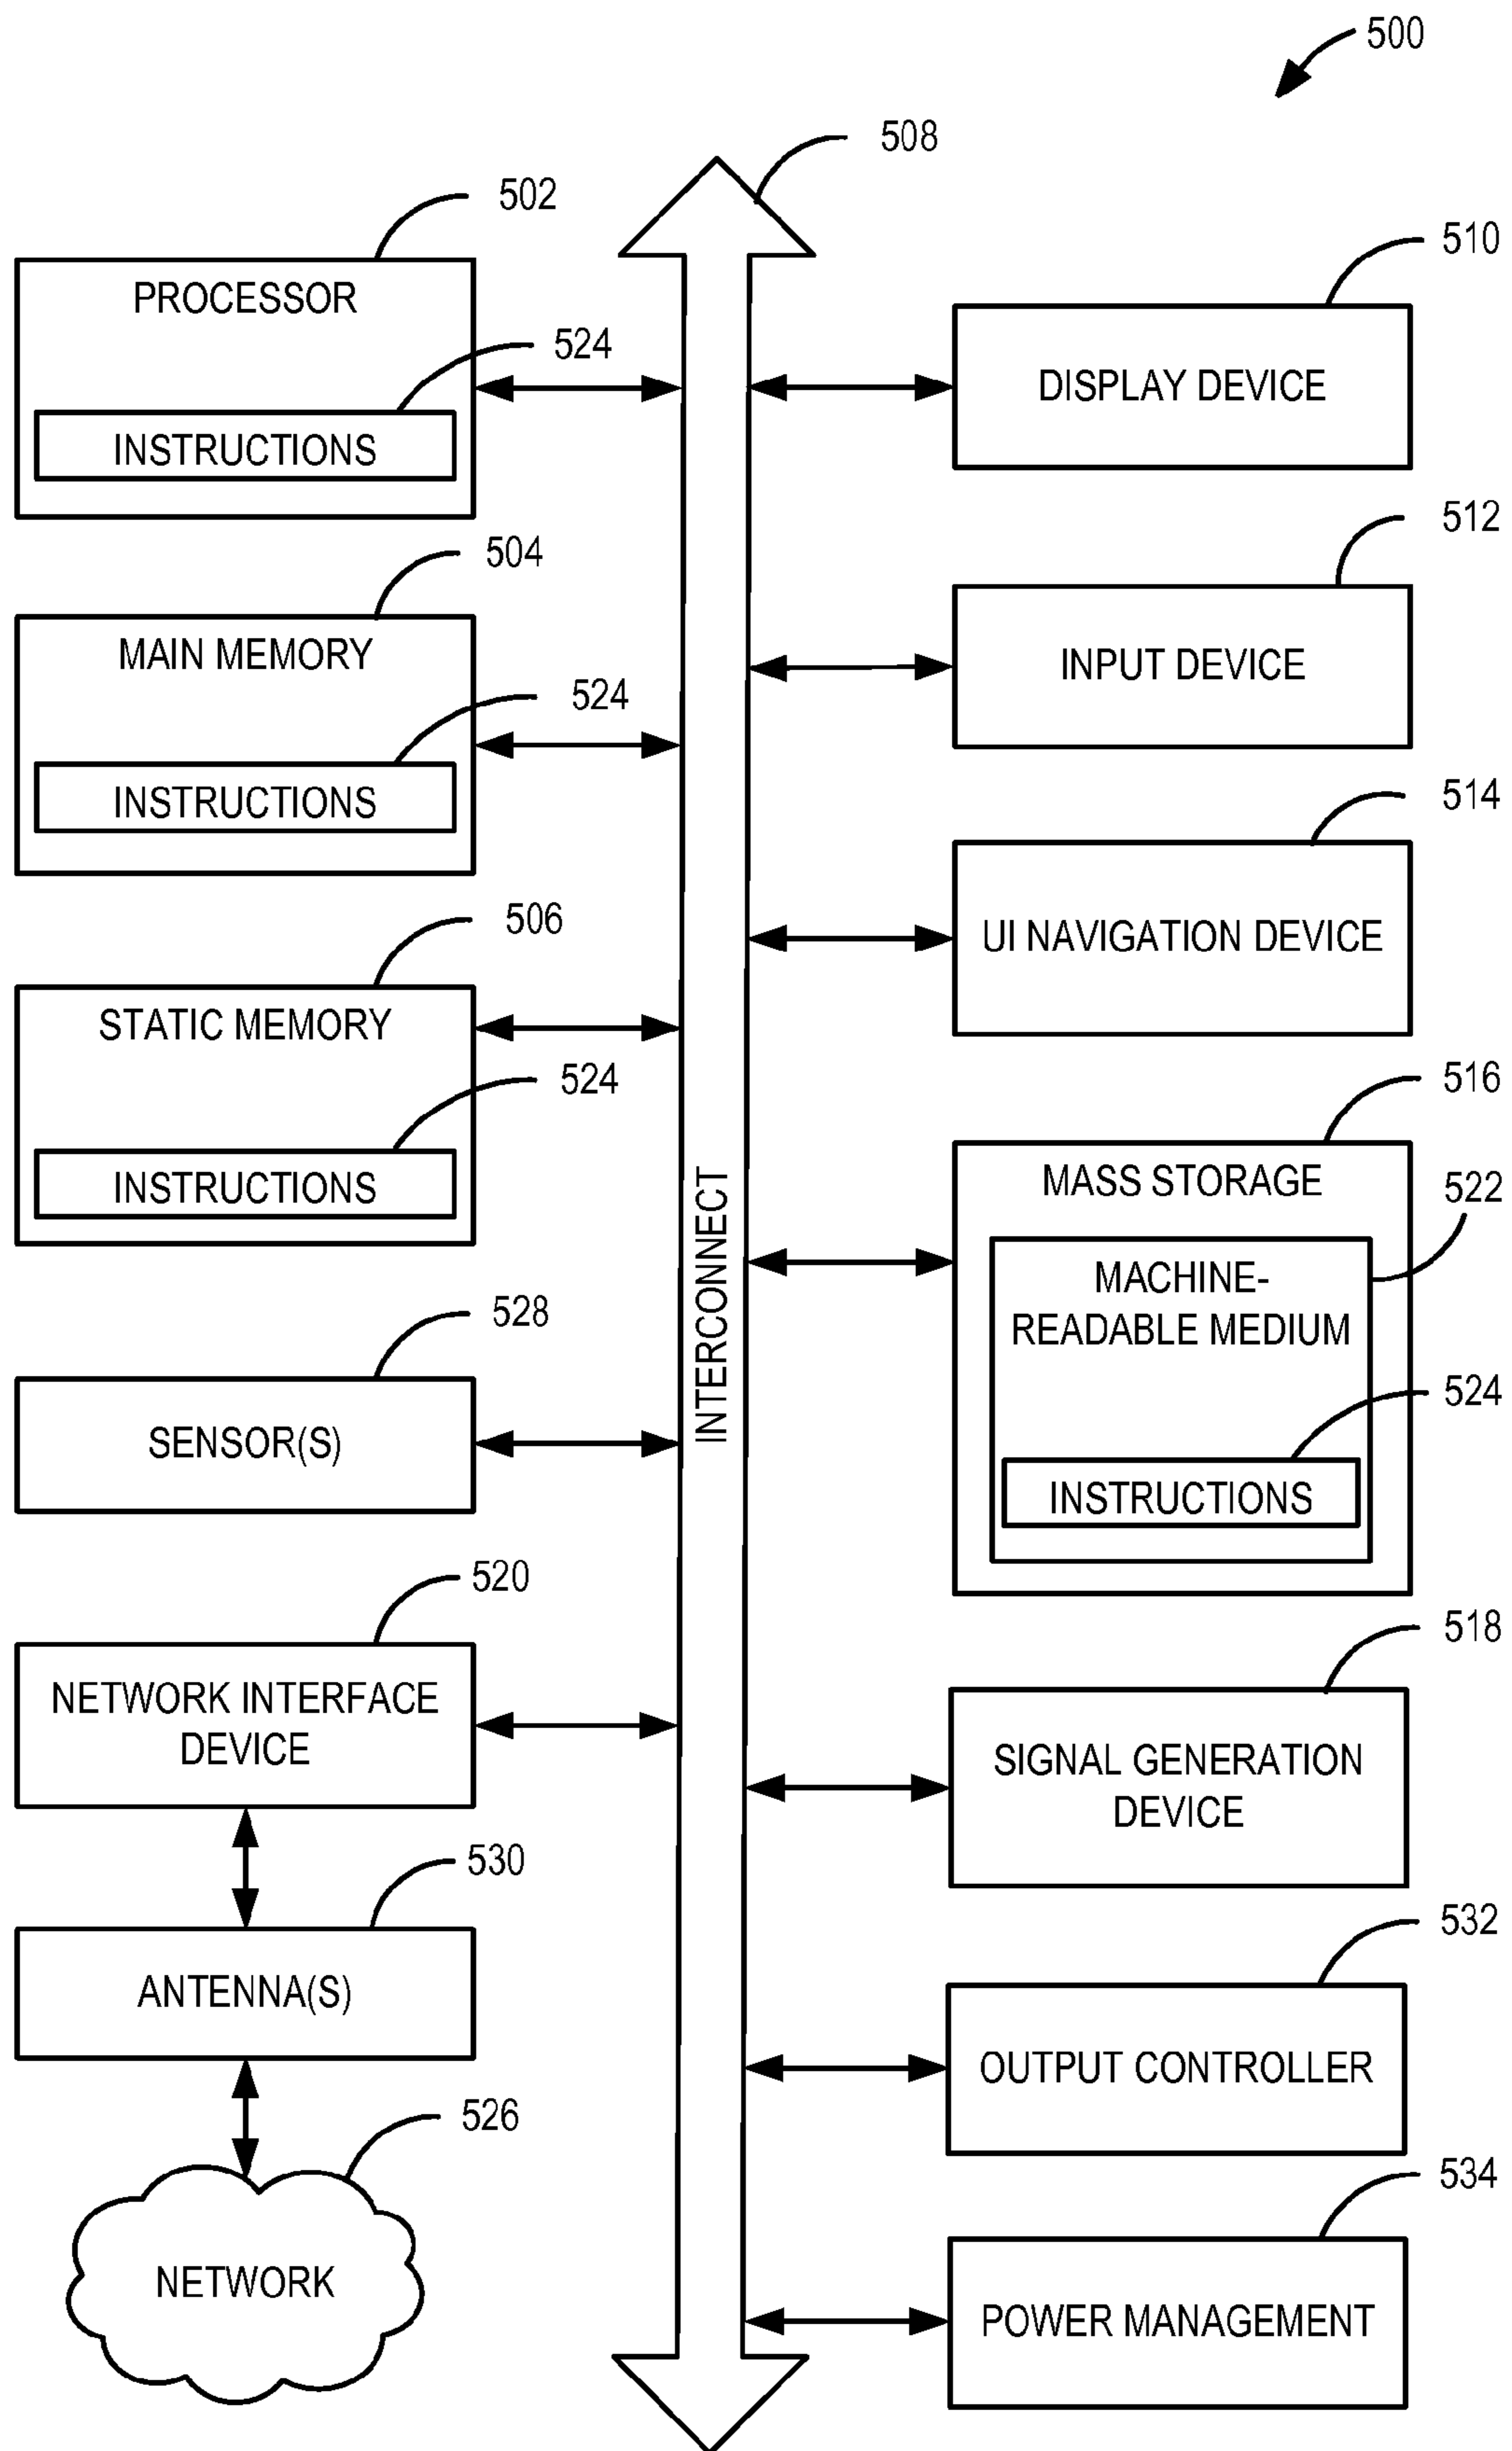 500
508
502
PROCESSOR
524
INSTRUCTIONS
504
MAIN MEMORY
524
INSTRUCTIONS
506
STATIC MEMORY
524
INSTRUCTIONS
528
SENSOR(S)
520
NETWORK INTERFACE
DEVICE
530
ANTENNA(S)
526
NETWORK
INTERCONNECT
510
DISPLAY DEVICE
512
INPUT DEVICE
514
UI NAVIGATION DEVICE
516
MASS STORAGE
522
MACHINE-
READABLE MEDIUM
524
INSTRUCTIONS
518
SIGNAL GENERATION
DEVICE
532
OUTPUT CONTROLLER
534
POWER MANAGEMENT